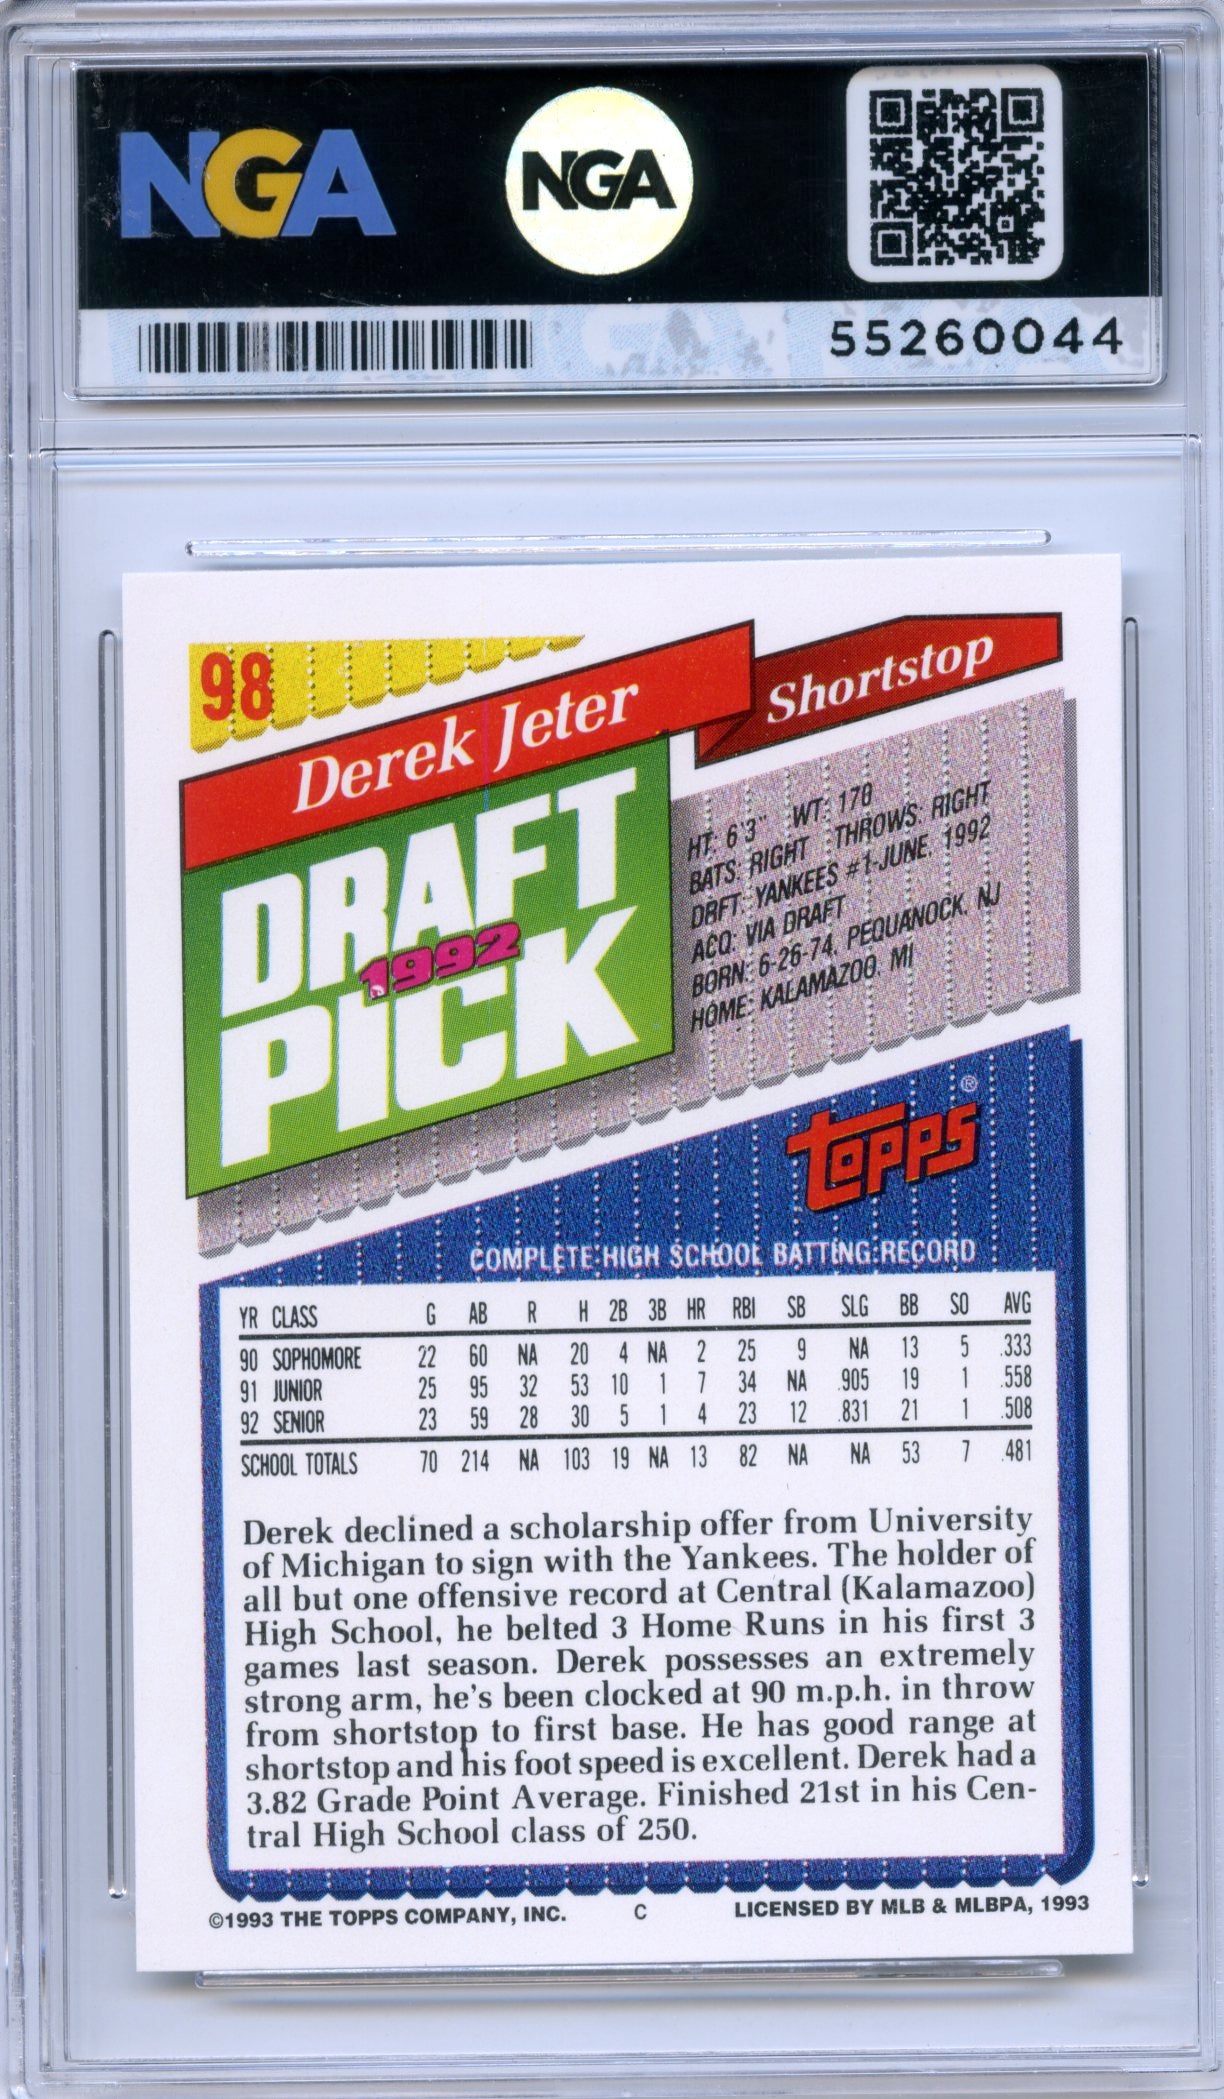 NGA
NGA
55260044
98
Derek Jeter
Shortstop
DRAFT
1992
PICK
HT: 6'3" WT: 170
BATS: RIGHT THROWS: RIGHT
DRFT: YANKEES #1-JUNE, 1992
ACQ: VIA DRAFT
BORN: 6-26-74, PEQUANOCK, NJ
HOME: KALAMAZOO, MI
TOPPS®
COMPLETE HIGH SCHOOL BATTING RECORD
YR CLASS G AB R H 2B 3B HR RBI SB SLG BB SO AVG
90 SOPHOMORE 22 60 NA 20 4 NA 2 25 9 NA 13 5 .333
91 JUNIOR 25 95 32 53 10 1 7 34 NA .905 19 1 .558
92 SENIOR 23 59 28 30 5 1 4 23 12 .831 21 1 .508
SCHOOL TOTALS 70 214 NA 103 19 NA 13 82 NA NA 53 7 .481
Derek declined a scholarship offer from University
of Michigan to sign with the Yankees. The holder of
all but one offensive record at Central (Kalamazoo)
High School, he belted 3 Home Runs in his first 3
games last season. Derek possesses an extremely
strong arm, he's been clocked at 90 m.p.h. in throw
from shortstop to first base. He has good range at
shortstop and his foot speed is excellent. Derek had a
3.82 Grade Point Average. Finished 21st in his Cen-
tral High School class of 250.
©1993 THE TOPPS COMPANY, INC. C LICENSED BY MLB & MLBPA, 1993